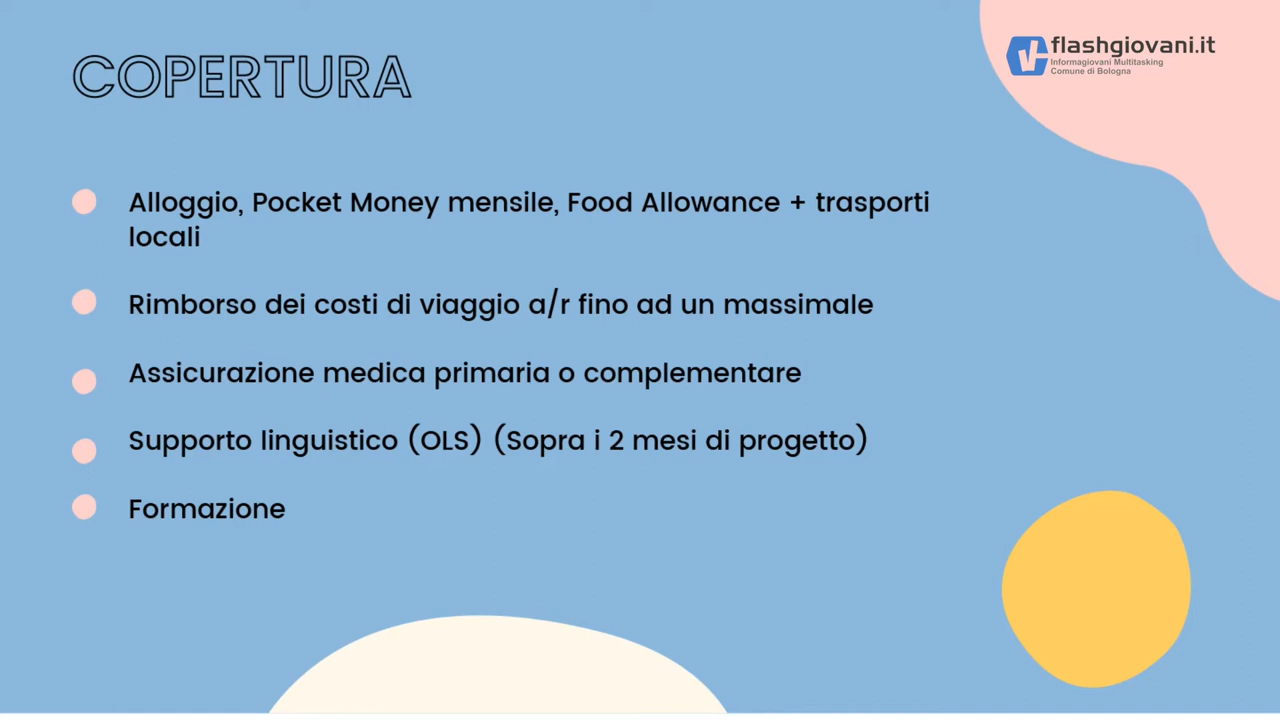 COPERTURA
flashgiovani.it
Informagiovani Multitasking
Comune di Bologna
Alloggio, Pocket Money mensile, Food Allowance + trasporti
locali
Rimborso dei costi di viaggio a/r fino ad un massimale
Assicurazione medica primaria o complementare
Supporto linguistico (OLS) (Sopra i 2 mesi di progetto)
Formazione